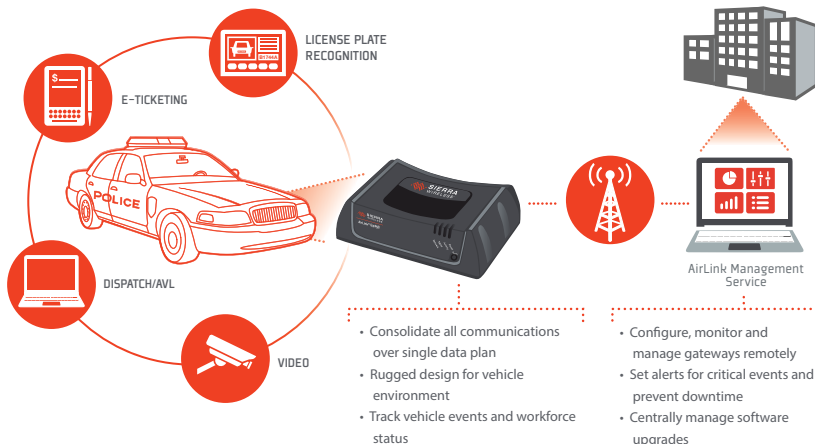 LICENSE PLATE
RECOGNITION
E-TICKETING
$
POLICE
SIERRA
WIRELESS
SIERRA
DISPATCH/AVL
VIDEO
AirLink Management
Service
• Consolidate all communications
over single data plan
• Rugged design for vehicle
environment
• Track vehicle events and workforce
status
• Configure, monitor and
manage gateways remotely
• Set alerts for critical events and
prevent downtime
• Centrally manage software
upgrades